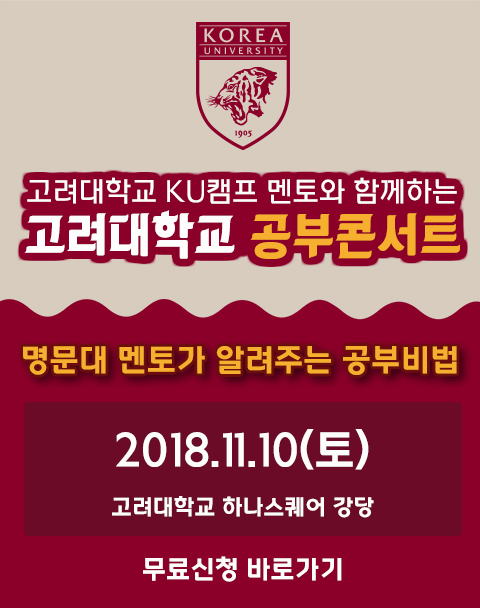 KOREA
UNIVERSITY
1905
고려대학교 KU캠프 멘토와 함께하는
고려대학교 공부콘서트
명문대 멘토가 알려주는 공부비법
2018.11.10(토)
고려대학교 하나스퀘어 강당
무료신청 바로가기